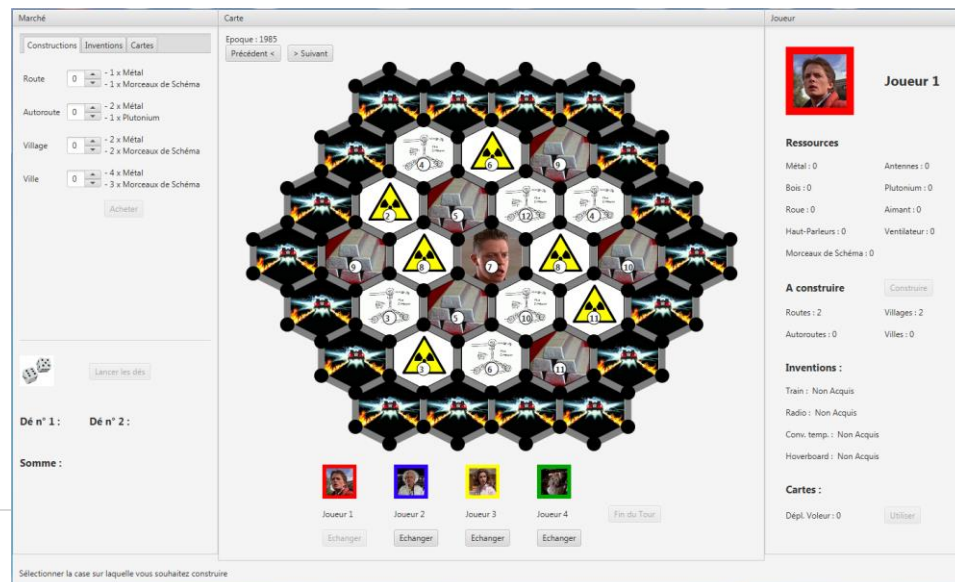 Marché
Constructions Inventions Cartes
Route 0 - 1 x Métal
- 1 x Morceaux de Schéma
Autoroute 0 - 2 x Métal
- 1 x Plutonium
Village 0 - 2 x Métal
- 2 x Morceaux de Schéma
Ville 0 - 4 x Métal
- 3 x Morceaux de Schéma
Acheter
Lancer les dés
Dé n° 1 : Dé n° 2 :
Somme :
Carte
Epoque : 1985
Précédent < > Suivant
4 6 9
2 5 12 4
9 8 7 8 10
3 5 10 11
3 6 11
Joueur 1 Joueur 2 Joueur 3 Joueur 4 Fin du Tour
Echanger Echanger Echanger Echanger
Joueur
Joueur 1
Ressources
Métal : 0 Antennes : 0
Bois : 0 Plutonium : 0
Roue : 0 Aimant : 0
Haut-Parleurs : 0 Ventilateur : 0
Morceaux de Schéma : 0
A construire Construire
Routes : 2 Villages : 2
Autoroutes : 0 Villes : 0
Inventions :
Train : Non Acquis
Radio : Non Acquis
Conv. temp. : Non Acquis
Hoverboard : Non Acquis
Cartes :
Dépl. Voleur : 0 Utiliser
Sélectionner la case sur laquelle vous souhaitez construire